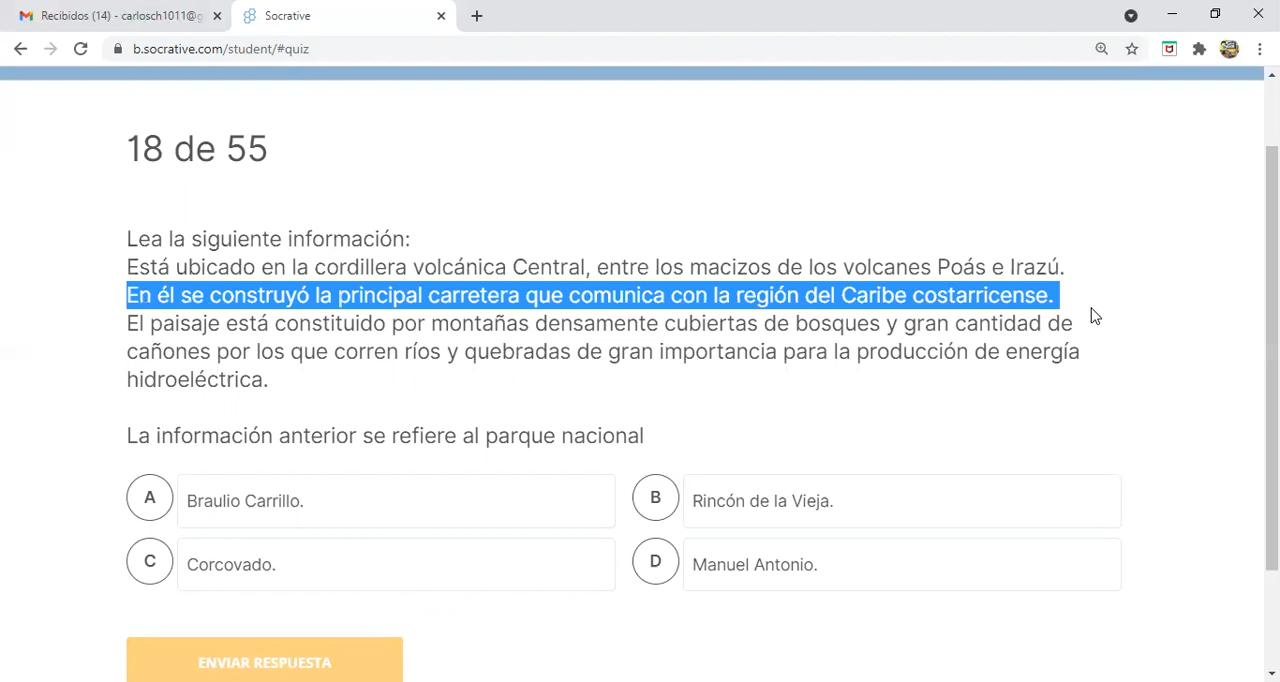 Recibidos (14) - carlosch1011@g
Socrative
b.socrative.com/student/#quiz
18 de 55
Lea la siguiente información:
Está ubicado en la cordillera volcánica Central, entre los macizos de los volcanes Poás e Irazú.
En él se construyó la principal carretera que comunica con la región del Caribe costarricense.
El paisaje está constituido por montañas densamente cubiertas de bosques y gran cantidad de
cañones por los que corren ríos y quebradas de gran importancia para la producción de energía
hidroeléctrica.
La información anterior se refiere al parque nacional
A Braulio Carrillo.
B Rincón de la Vieja.
C Corcovado.
D Manuel Antonio.
ENVIAR RESPUESTA